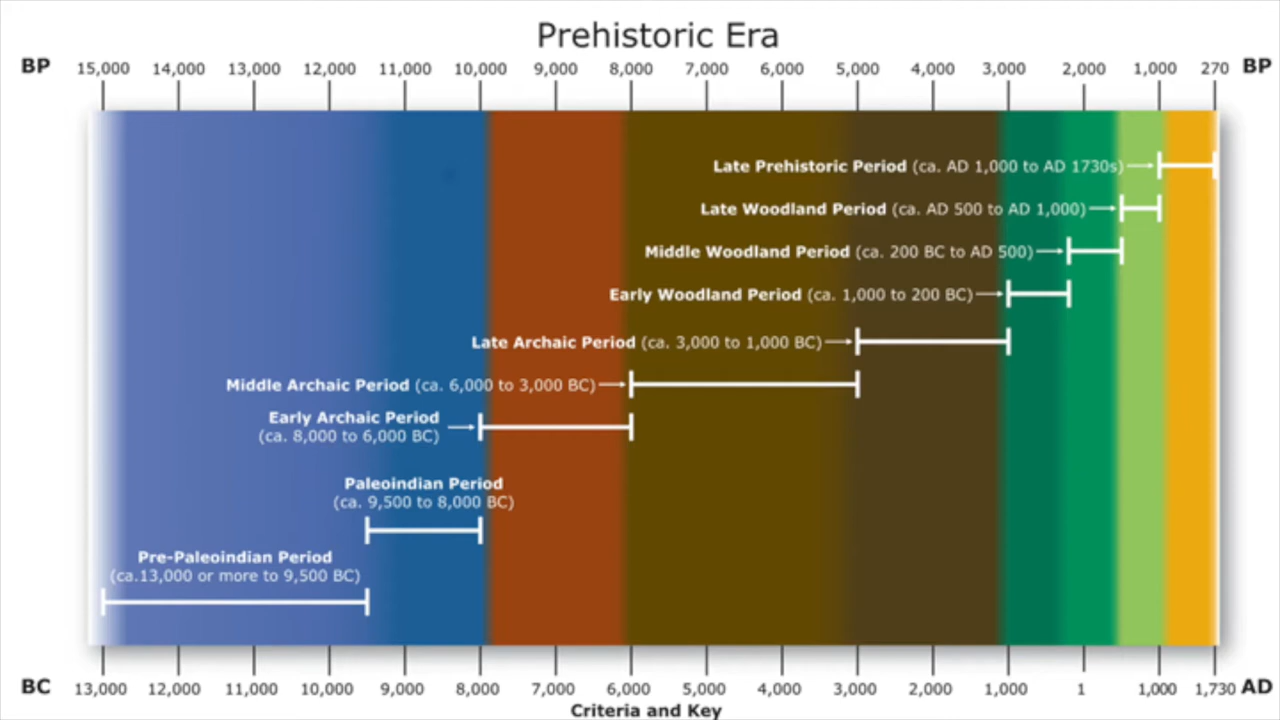 Prehistoric Era
BP 15,000 14,000 13,000 12,000 11,000 10,000 9,000 8,000 7,000 6,000 5,000 4,000 3,000 2,000 1,000 270 BP
Late Prehistoric Period (ca. AD 1,000 to AD 1730s)
Late Woodland Period (ca. AD 500 to AD 1,000)
Middle Woodland Period (ca. 200 BC to AD 500)
Early Woodland Period (ca. 1,000 to 200 BC)
Late Archaic Period (ca. 3,000 to 1,000 BC)
Middle Archaic Period (ca. 6,000 to 3,000 BC)
Early Archaic Period
(ca. 8,000 to 6,000 BC)
Paleoindian Period
(ca. 9,500 to 8,000 BC)
Pre-Paleoindian Period
(ca.13,000 or more to 9,500 BC)
BC 13,000 12,000 11,000 10,000 9,000 8,000 7,000 6,000 5,000 4,000 3,000 2,000 1,000 1 1,000 1,730 AD
Criteria and Key